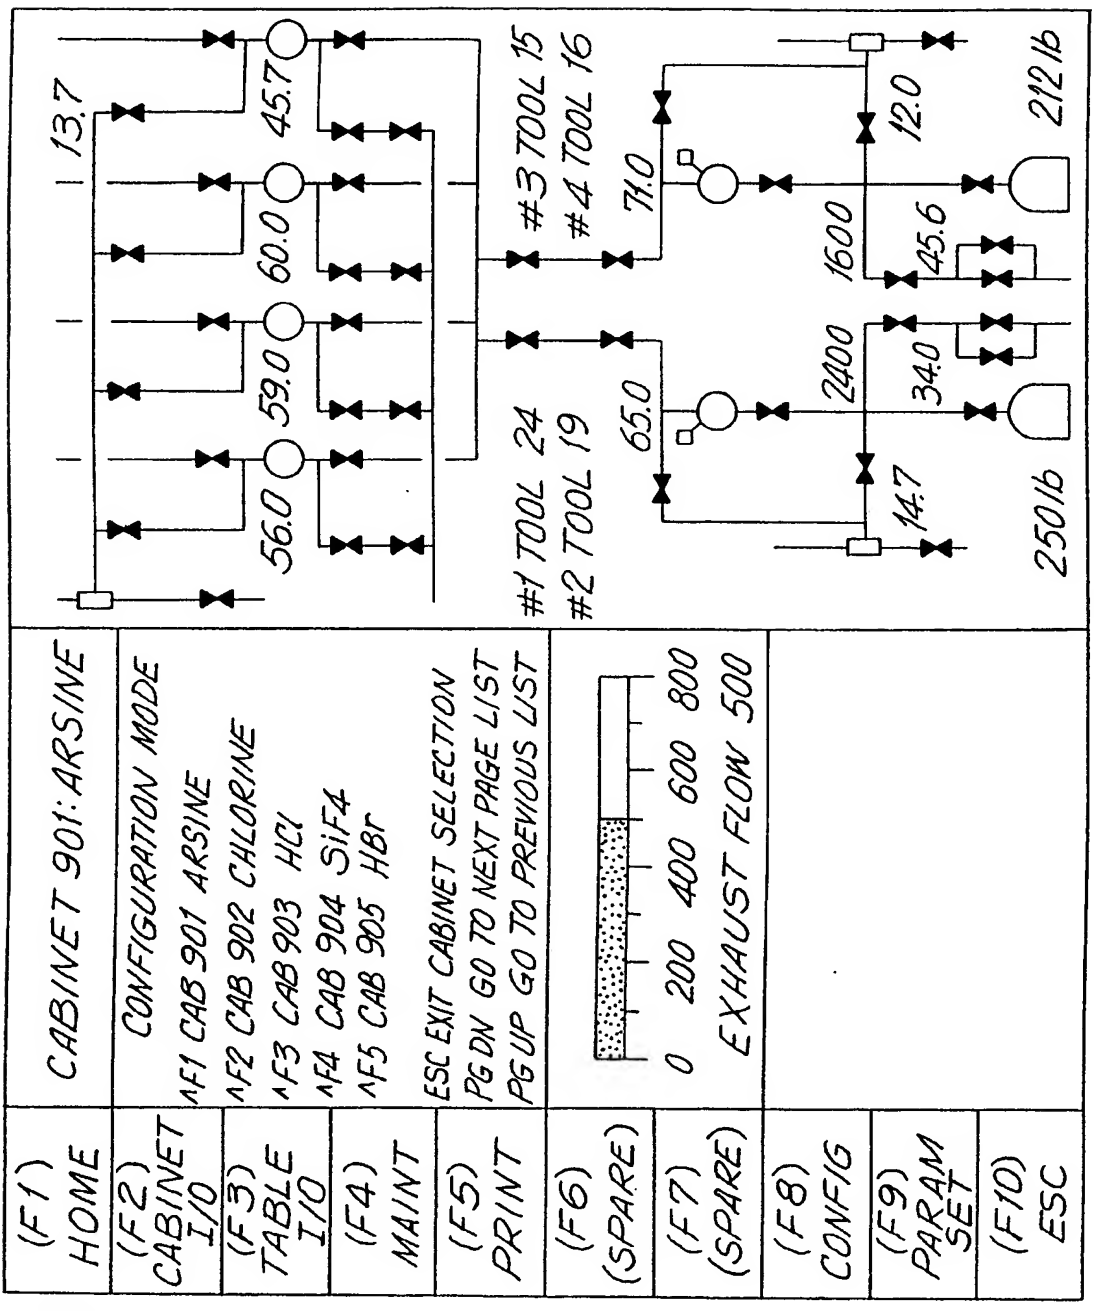 (F1)
HOME
(F2)
CABINET
I/O
(F3)
TABLE
I/O
(F4)
MAINT
(F5)
PRINT
(F6)
(SPARE)
(F7)
(SPARE)
(F8)
CONFIG
(F9)
PARAM
SET
(F10)
ESC
CABINET 901: ARSINE
CONFIGURATION MODE
^F1 CAB 901 ARSINE
^F2 CAB 902 CHLORINE
^F3 CAB 903 HCl
^F4 CAB 904 SiF4
^F5 CAB 905 HBr
ESC EXIT CABINET SELECTION
PG DN GO TO NEXT PAGE LIST
PG UP GO TO PREVIOUS LIST
0 200 400 600 800
EXHAUST FLOW 500
13.7
56.0 59.0 60.0 45.7
#1 TOOL 24
#2 TOOL 19
#3 TOOL 15
#4 TOOL 16
65.0 71.0
2400 1600
14.7 34.0 45.6 12.0
250 lb 212 lb